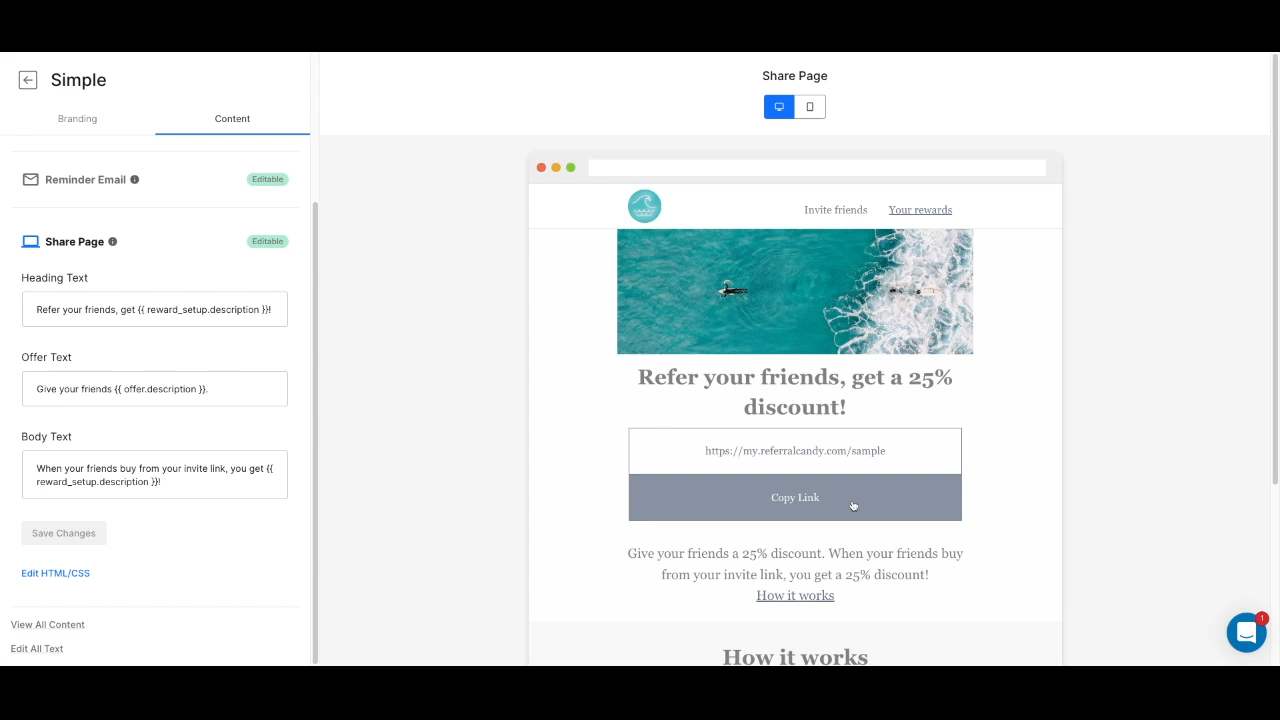 Simple
Branding
Content
Reminder Email
Editable
Share Page
Editable
Heading Text
Refer your friends, get {{ reward_setup.description }}!
Offer Text
Give your friends {{ offer.description }}.
Body Text
When your friends buy from your invite link, you get {{
reward_setup.description }}!
Save Changes
Edit HTML/CSS
View All Content
Edit All Text
Share Page
Invite friends
Your rewards
Refer your friends, get a 25%
discount!
https://my.referralcandy.com/sample
Copy Link
Give your friends a 25% discount. When your friends buy
from your invite link, you get a 25% discount!
How it works
How it works
1